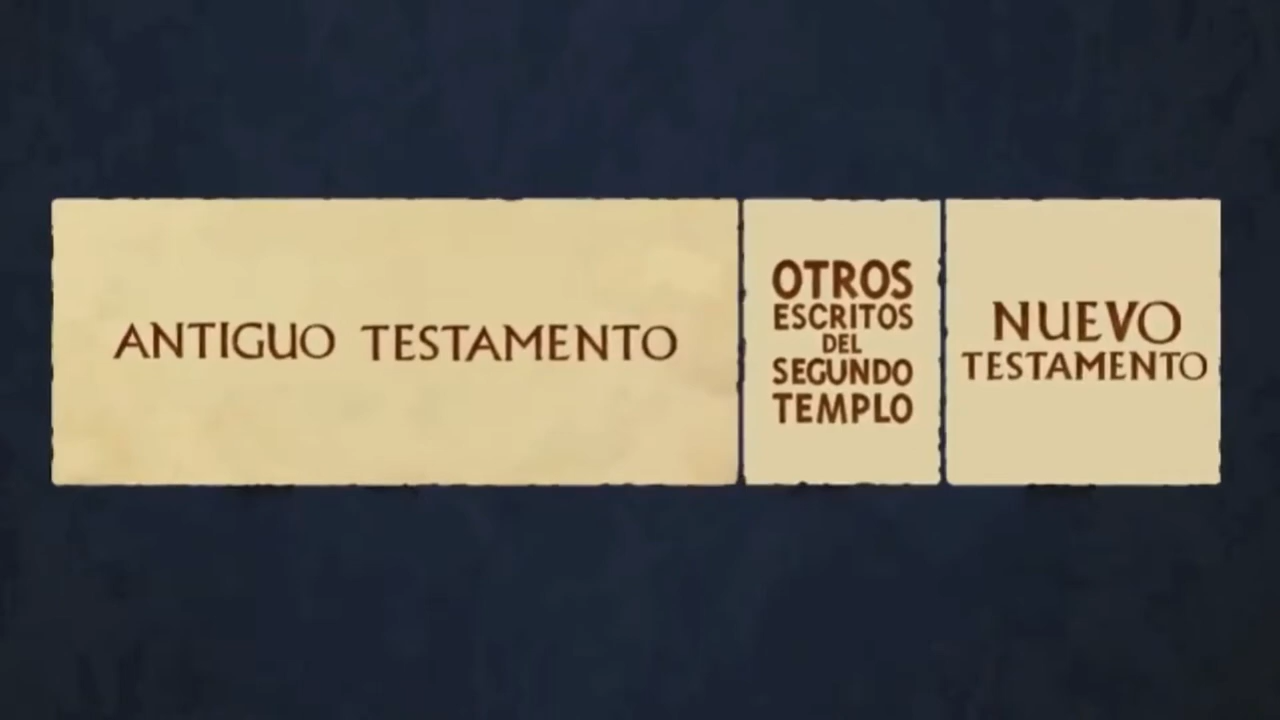 ANTIGUO TESTAMENTO
OTROS
ESCRITOS
DEL
SEGUNDO
TEMPLO
NUEVO
TESTAMENTO